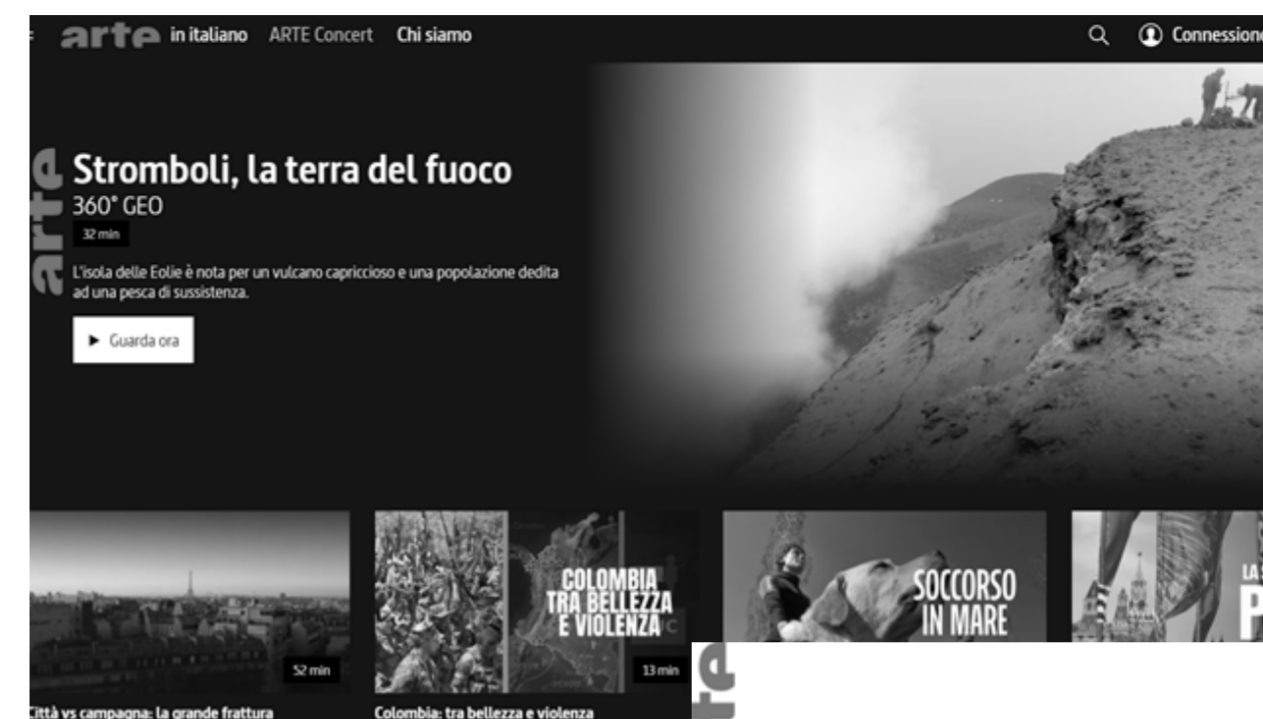 arte in italiano ARTE Concert Chi siamo Connessione
arte
Stromboli, la terra del fuoco
360° GEO
32 min
L'isola delle Eolie è nota per un vulcano capriccioso e una popolazione dedita
ad una pesca di sussistenza.
Guarda ora
52 min
Città vs campagna: la grande frattura
COLOMBIA
TRA BELLEZZA
E VIOLENZA
13 min
Colombia: tra bellezza e violenza
SOCCORSO
IN MARE
LA S
P
te